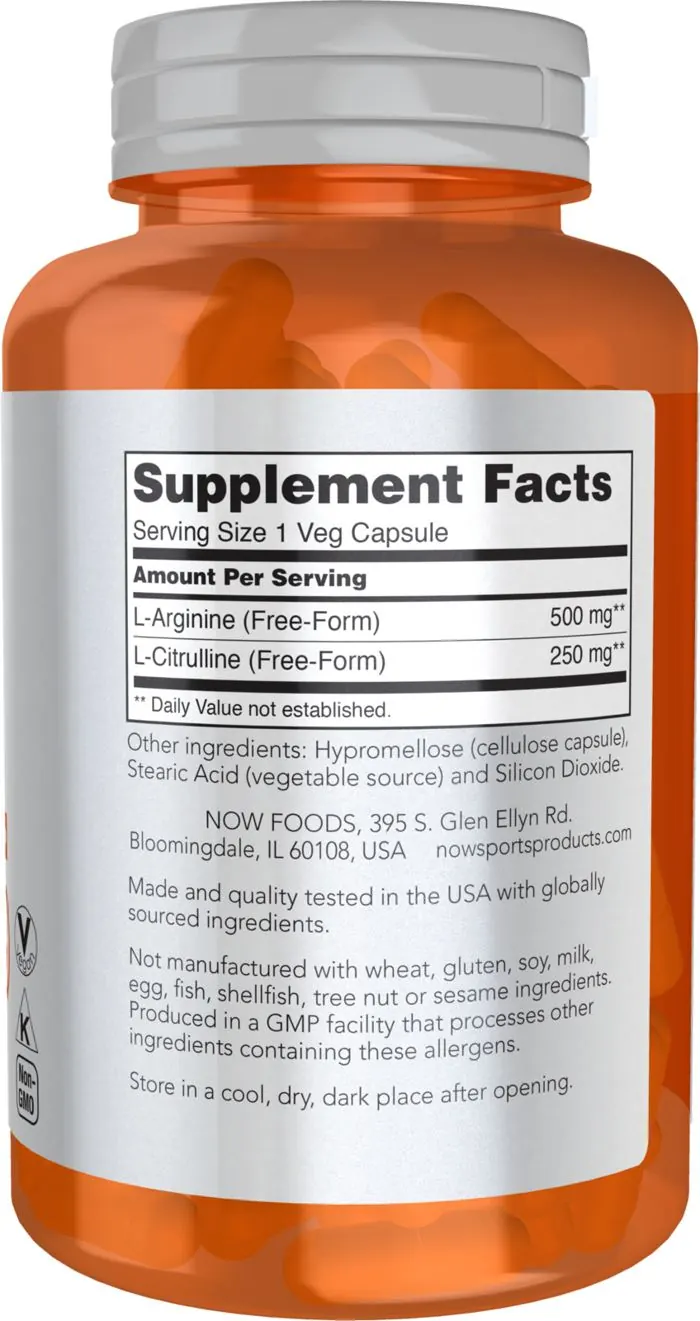 Supplement Facts
Serving Size 1 Veg Capsule
Amount Per Serving
L-Arginine (Free-Form) 500 mg**
L-Citrulline (Free-Form) 250 mg**
** Daily Value not established.
Other ingredients: Hypromellose (cellulose capsule),
Stearic Acid (vegetable source) and Silicon Dioxide.
NOW FOODS, 395 S. Glen Ellyn Rd.
Bloomingdale, IL 60108, USA nowsportsproducts.com
Made and quality tested in the USA with globally
sourced ingredients.
Not manufactured with wheat, gluten, soy, milk,
egg, fish, shellfish, tree nut or sesame ingredients.
Produced in a GMP facility that processes other
ingredients containing these allergens.
Store in a cool, dry, dark place after opening.
V
Vegan
K
Non-
GMO